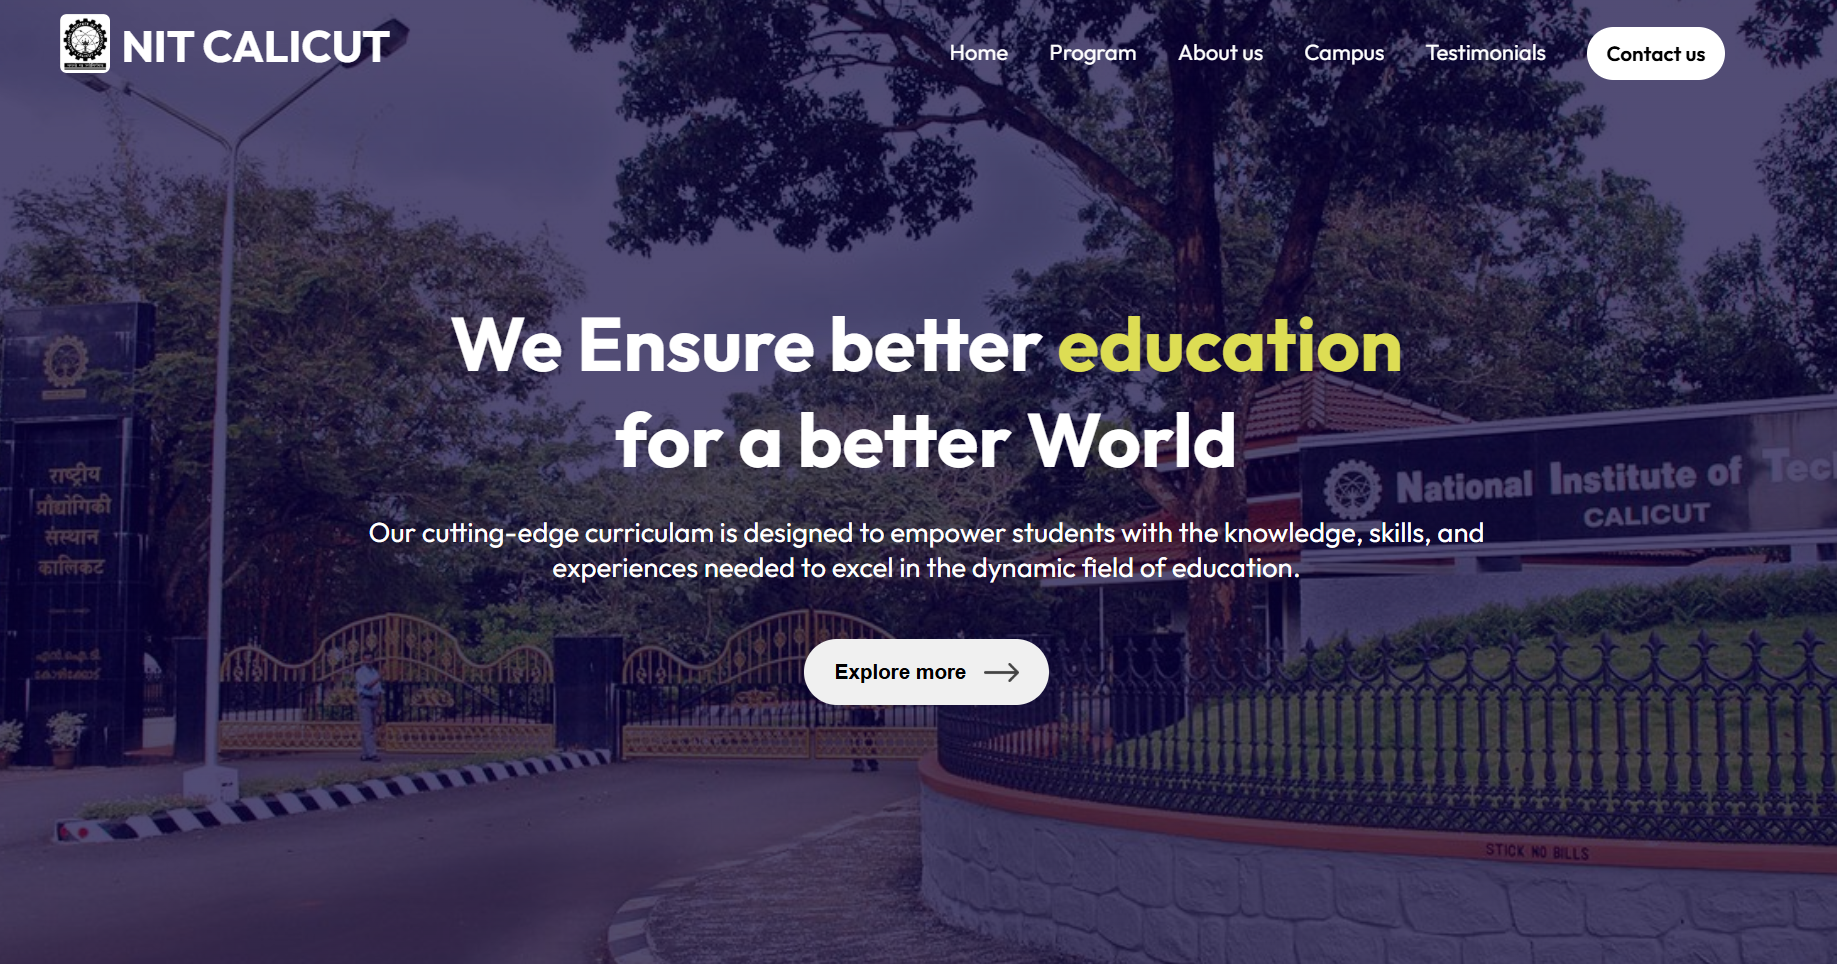 NIT CALICUT
Home Program About us Campus Testimonials Contact us
We Ensure better education
for a better World
Our cutting-edge curriculam is designed to empower students with the knowledge, skills, and
experiences needed to excel in the dynamic field of education.
Explore more
राष्ट्रीय
प्रौद्योगिकी
संस्थान
कालिकट
എൻ.ഐ.ടി.
കോഴിക്കോട്
National Institute of Tec
CALICUT
STICK NO BILLS